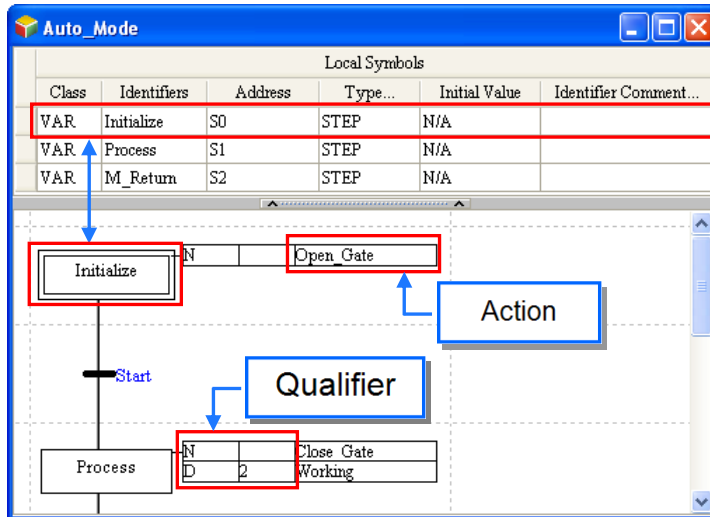 Auto_Mode
Local Symbols
Class Identifiers Address Type... Initial Value Identifier Comment...
VAR Initialize S0 STEP N/A
VAR Process S1 STEP N/A
VAR M_Return S2 STEP N/A
N Open_Gate
Initialize
Action
Start
Qualifier
N Close_Gate
Process
D 2 Working